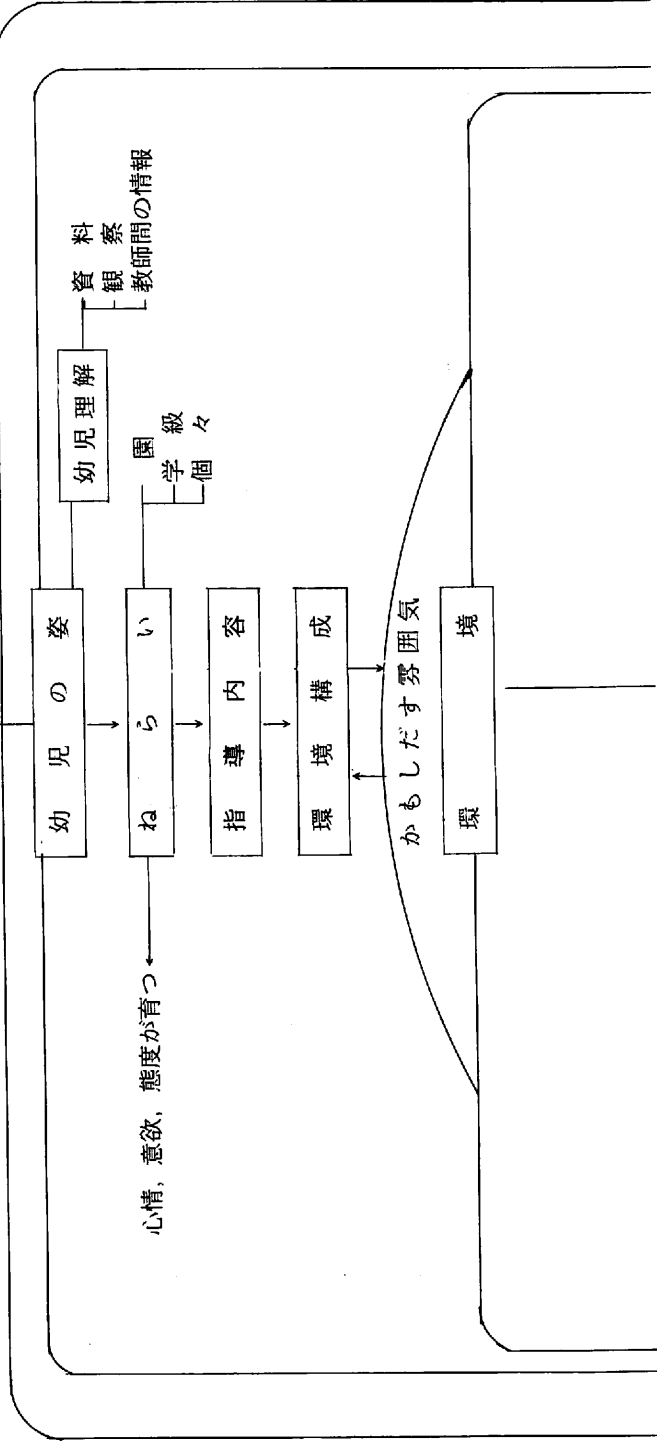 幼児の姿
幼児理解
資料
観察
教師間の情報
ねらい
園
学級
個々
心情，意欲，態度が育つ
指導内容
環境構成
かもしだす雰囲気
環境